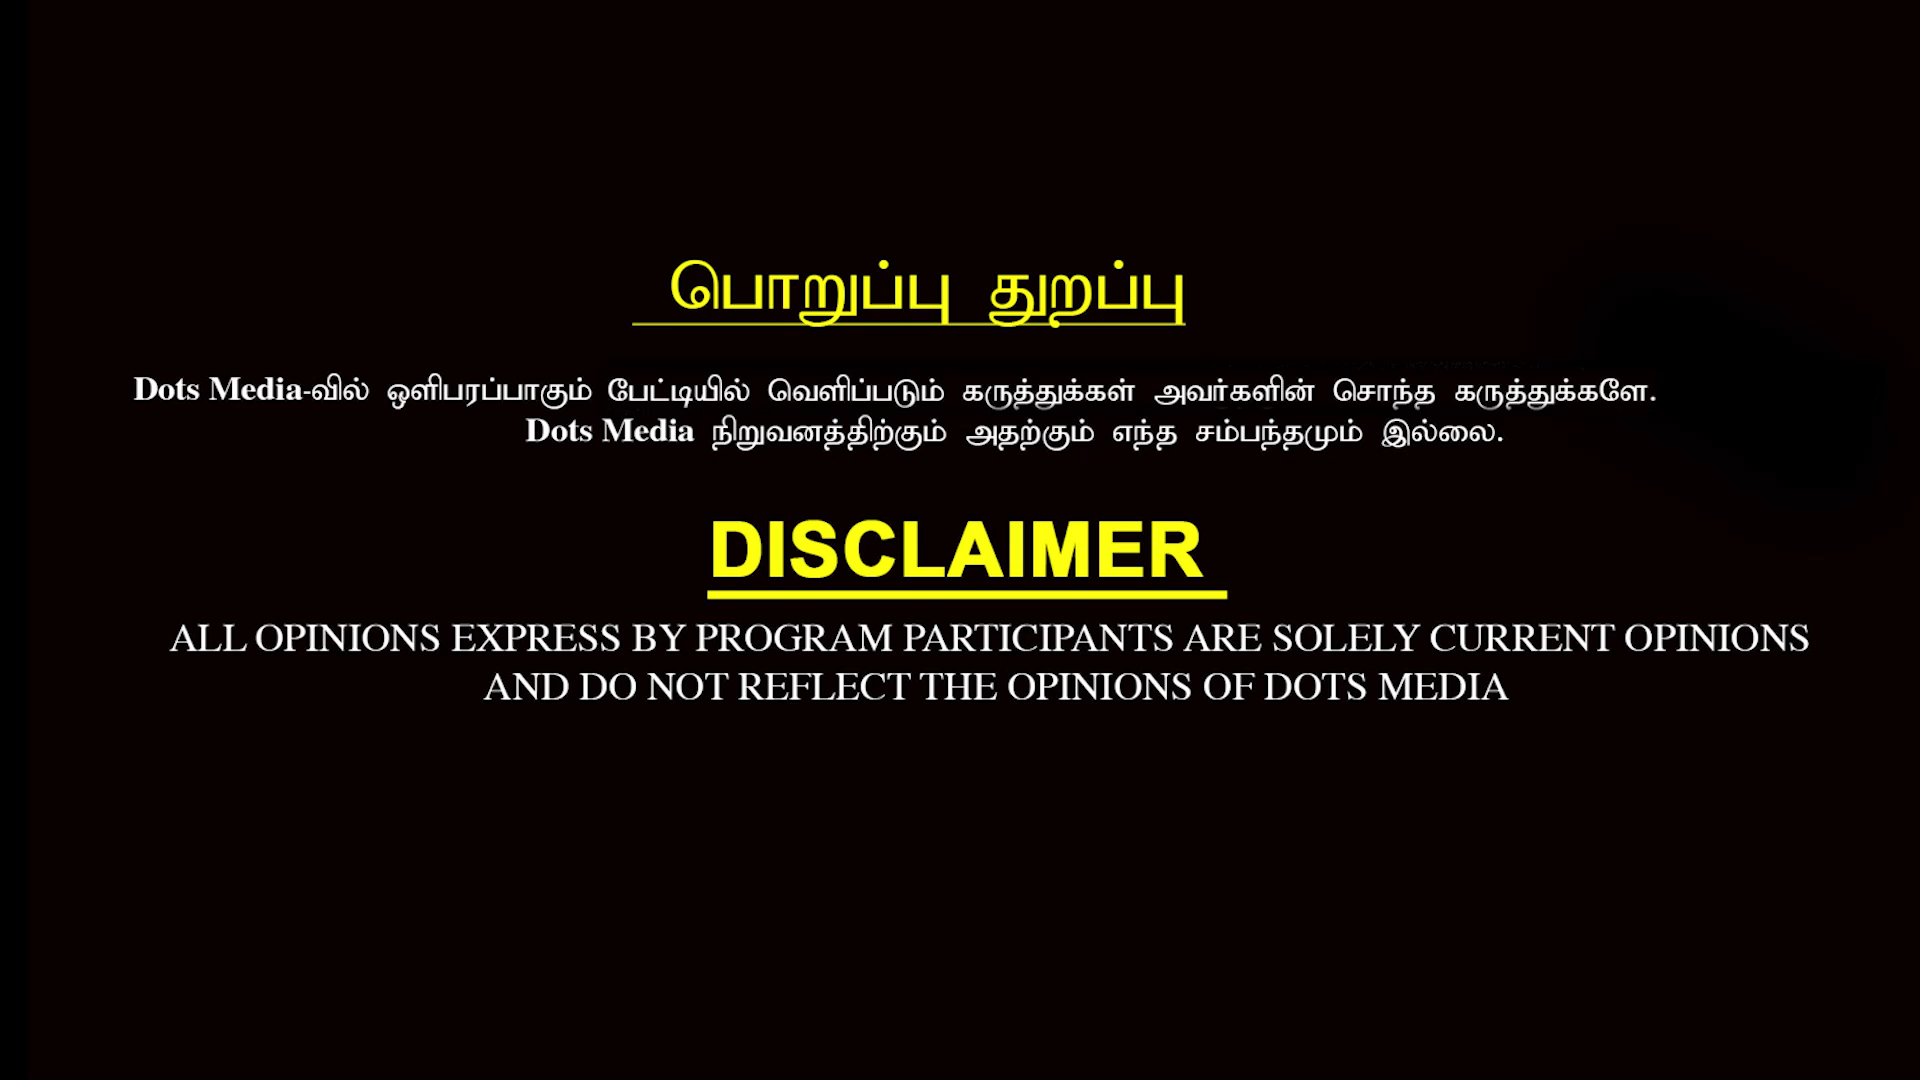 பொறுப்பு துறப்பு
Dots Media-வில் ஒளிபரப்பாகும் பேட்டியில் வெளிப்படும் கருத்துக்கள் அவர்களின் சொந்த கருத்துக்களே.
Dots Media நிறுவனத்திற்கும் அதற்கும் எந்த சம்பந்தமும் இல்லை.
DISCLAIMER
ALL OPINIONS EXPRESS BY PROGRAM PARTICIPANTS ARE SOLELY CURRENT OPINIONS
AND DO NOT REFLECT THE OPINIONS OF DOTS MEDIA